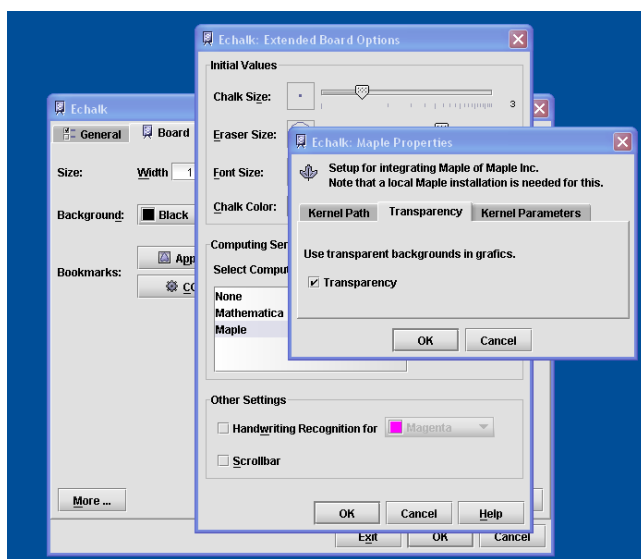 Echalk: Extended Board Options
Initial Values
Chalk Size:
3
Echalk
General
Board
Eraser Size:
Echalk: Maple Properties
Setup for integrating Maple of Maple Inc.
Note that a local Maple installation is needed for this.
Size:
Width 1
Font Size:
Background:
Black
Chalk Color:
Kernel Path
Transparency
Kernel Parameters
Use transparent backgrounds in grafics.
Transparency
OK
Cancel
Bookmarks:
Select
None
Mathematica
Maple
Other Settings
Handwriting Recognition for
Magenta
Scrollbar
More ...
OK
Cancel
Help
Exit
OK
Cancel